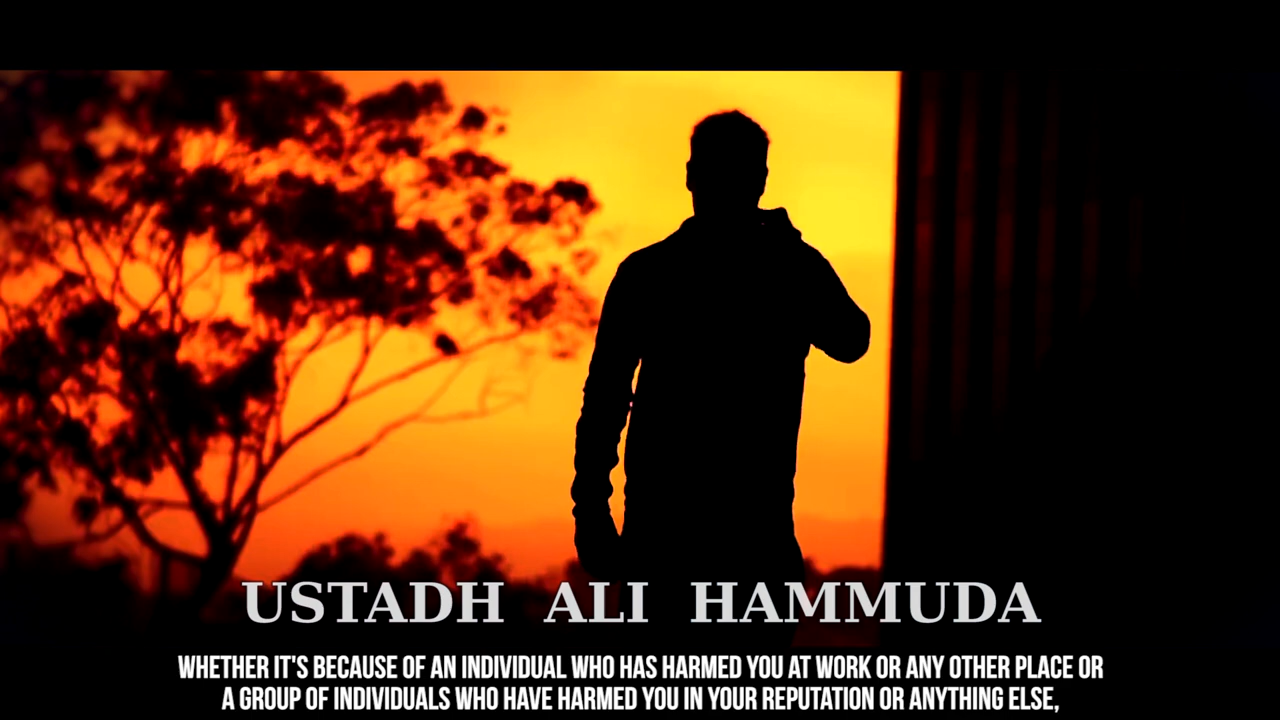 USTADH ALI HAMMUDA
WHETHER IT'S BECAUSE OF AN INDIVIDUAL WHO HAS HARMED YOU AT WORK OR ANY OTHER PLACE OR
A GROUP OF INDIVIDUALS WHO HAVE HARMED YOU IN YOUR REPUTATION OR ANYTHING ELSE,